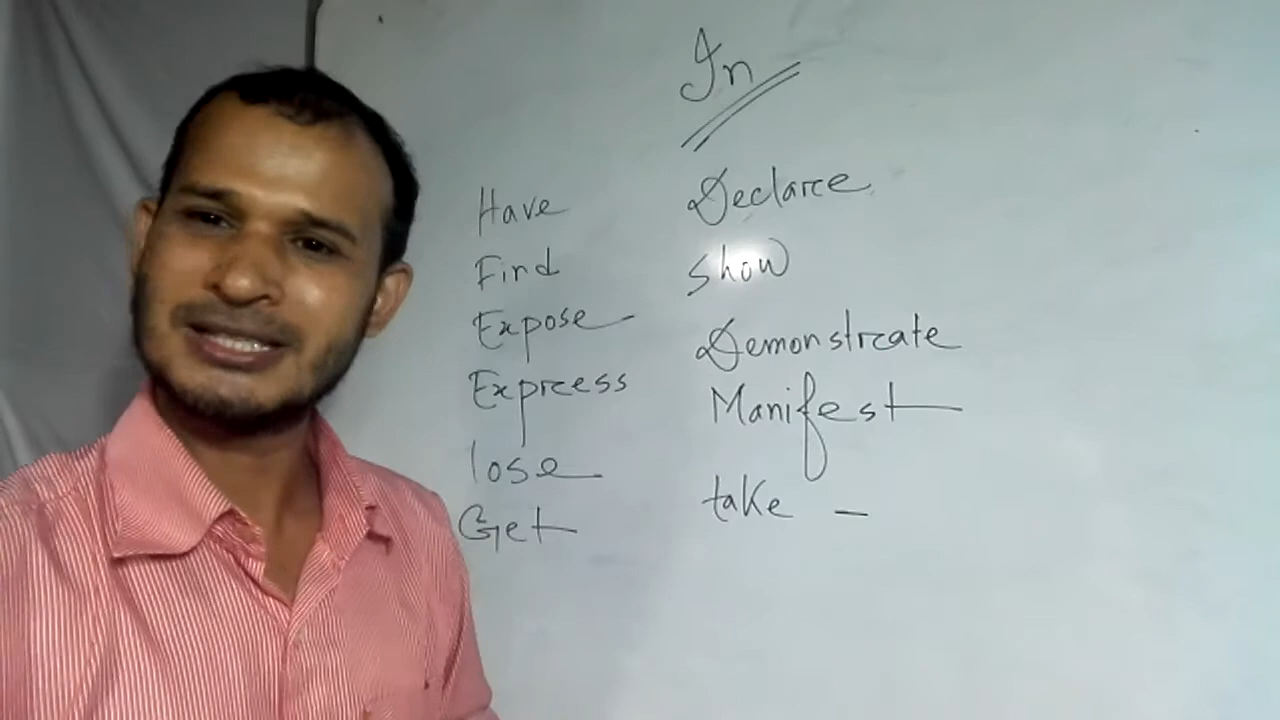 In
Have
Find
Expose
Express
lose
Get
Declare
Show
Demonstrate
Manifest
take –